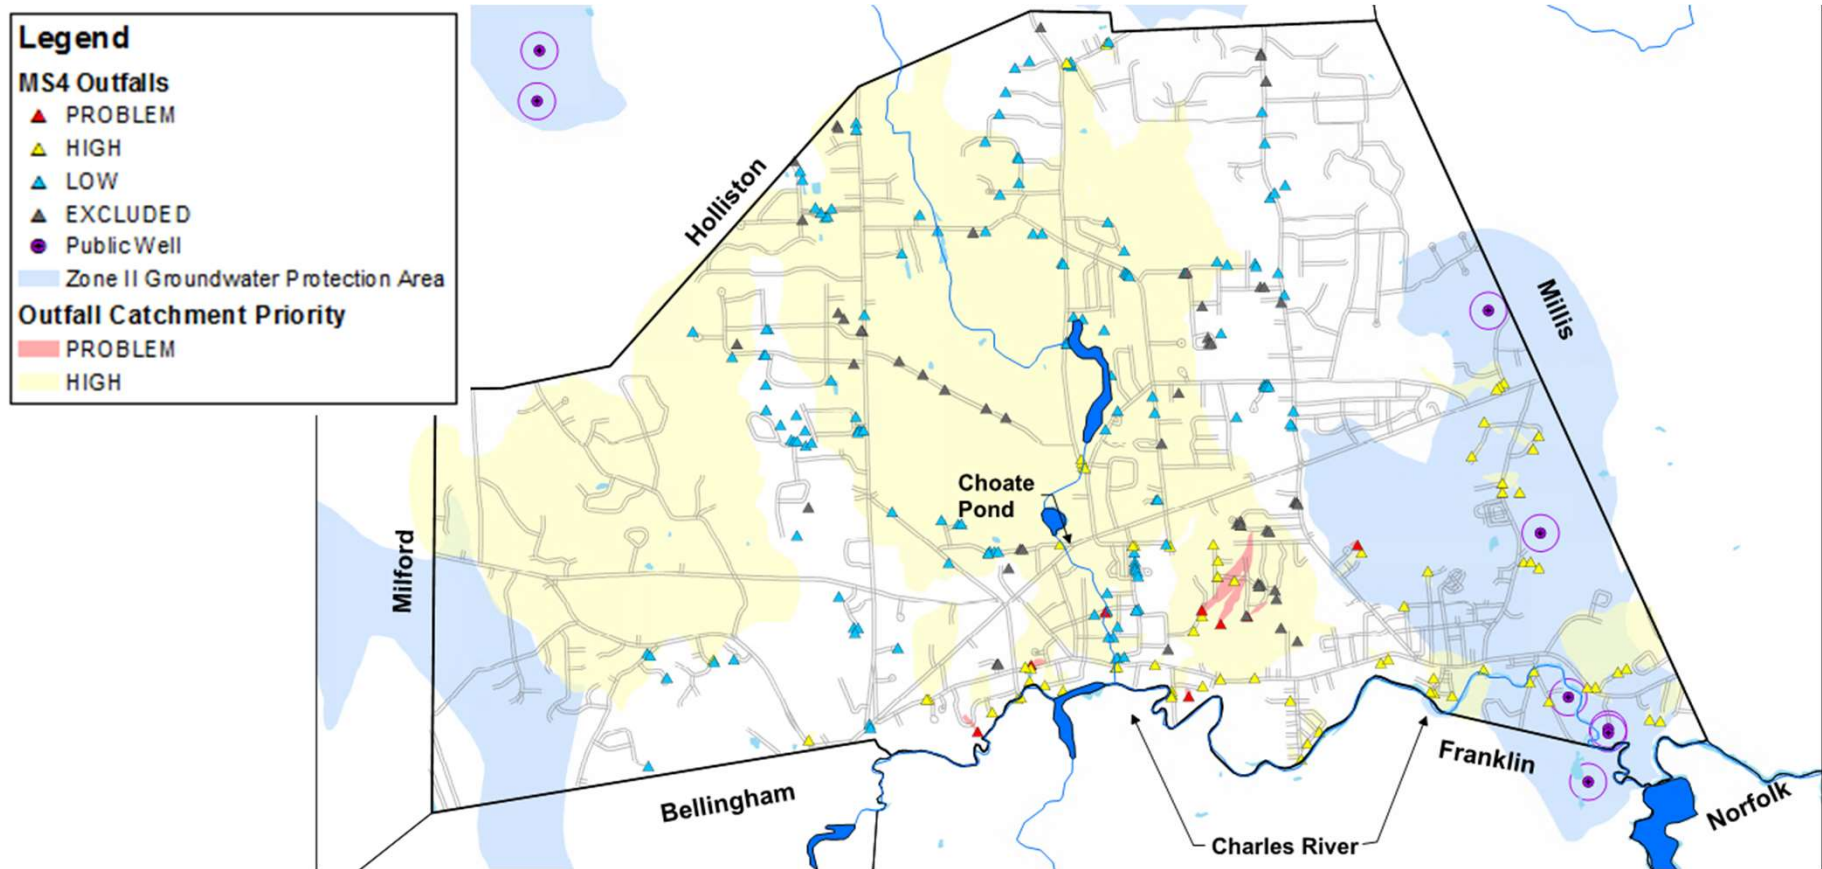 Legend
MS4 Outfalls
PROBLEM
HIGH
LOW
EXCLUDED
Public Well
Zone II Groundwater Protection Area
Outfall Catchment Priority
PROBLEM
HIGH
Holliston
Millis
Choate
Pond
Milford
Bellingham
Franklin
Norfolk
Charles River